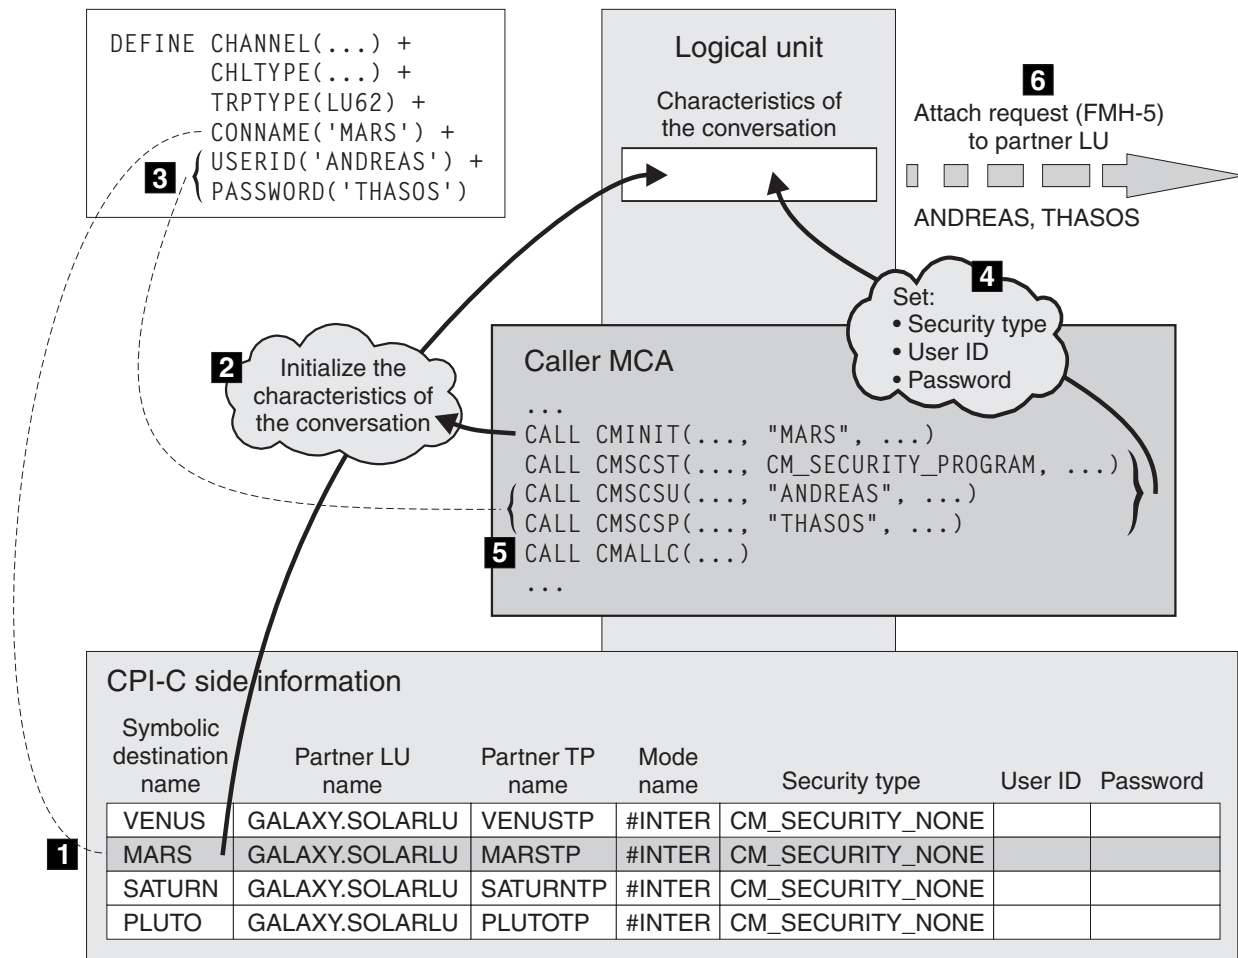 DEFINE CHANNEL(...) +
CHLTYPE(...) +
TRPTYPE(LU62) +
CONNAME('MARS') +
3 USERID('ANDREAS') +
PASSWORD('THASOS')
Logical unit
Characteristics of
the conversation
6
Attach request (FMH-5)
to partner LU
ANDREAS, THASOS
4
Set:
• Security type
• User ID
• Password
2
Initialize the
characteristics of
the conversation
Caller MCA
...
CALL CMINIT(..., "MARS", ...)
CALL CMSCST(..., CM_SECURITY_PROGRAM, ...)
CALL CMSCSU(..., "ANDREAS", ...)
CALL CMSCSP(..., "THASOS", ...)
5 CALL CMALLC(...)
...
CPI-C side information
Symbolic
destination
name
Partner LU
name
Partner TP
name
Mode
name
Security type
User ID
Password
VENUS GALAXY.SOLARLU VENUSTP #INTER CM_SECURITY_NONE
1 MARS GALAXY.SOLARLU MARSTP #INTER CM_SECURITY_NONE
SATURN GALAXY.SOLARLU SATURNTP #INTER CM_SECURITY_NONE
PLUTO GALAXY.SOLARLU PLUTOTP #INTER CM_SECURITY_NONE